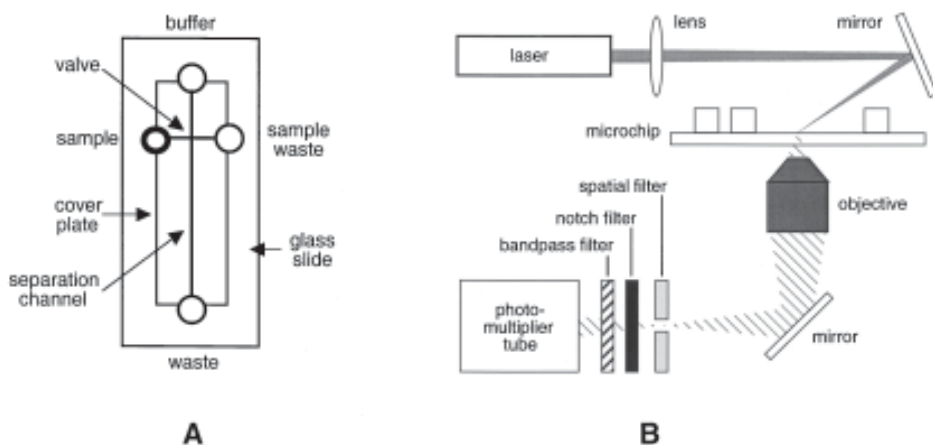 buffer
valve
sample
sample
waste
cover
plate
glass
slide
separation
channel
waste
A
lens
mirror
laser
microchip
spatial filter
objective
notch filter
bandpass filter
photo-
multiplier
tube
mirror
B